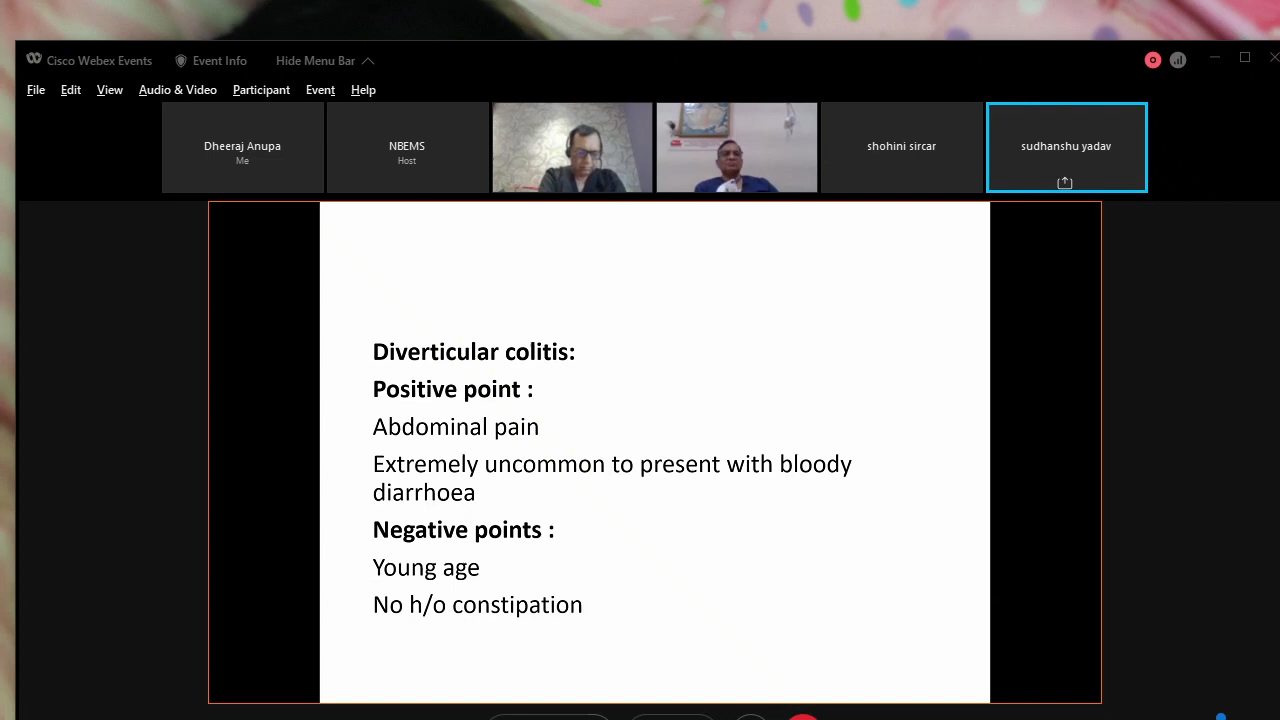 Cisco Webex Events Event Info Hide Menu Bar
File Edit View Audio & Video Participant Event Help
Dheeraj Anupa
Me
NBEMS
Host
shohini sircar
sudhanshu yadav
Diverticular colitis:
Positive point :
Abdominal pain
Extremely uncommon to present with bloody
diarrhoea
Negative points :
Young age
No h/o constipation